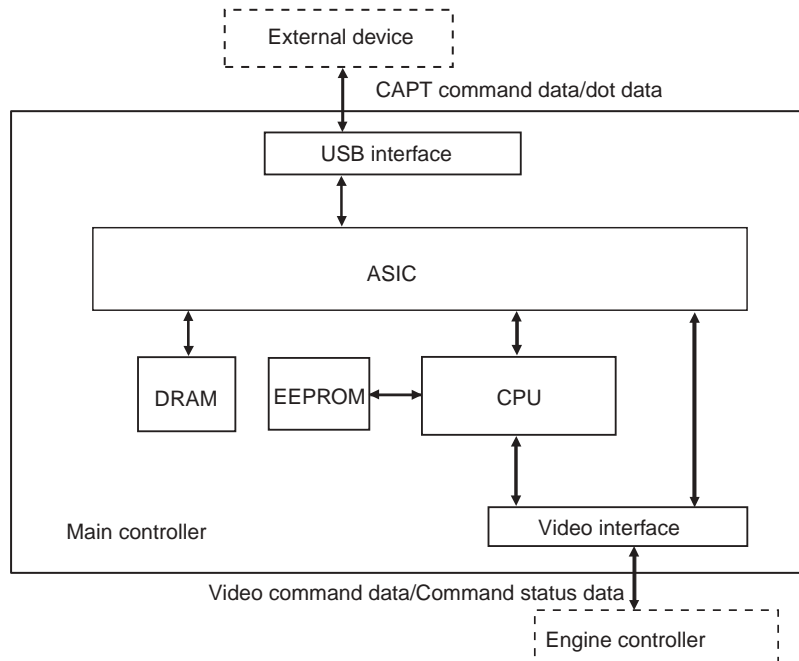 External device
CAPT command data/dot data
USB interface
ASIC
DRAM
EEPROM
CPU
Main controller
Video interface
Video command data/Command status data
Engine controller